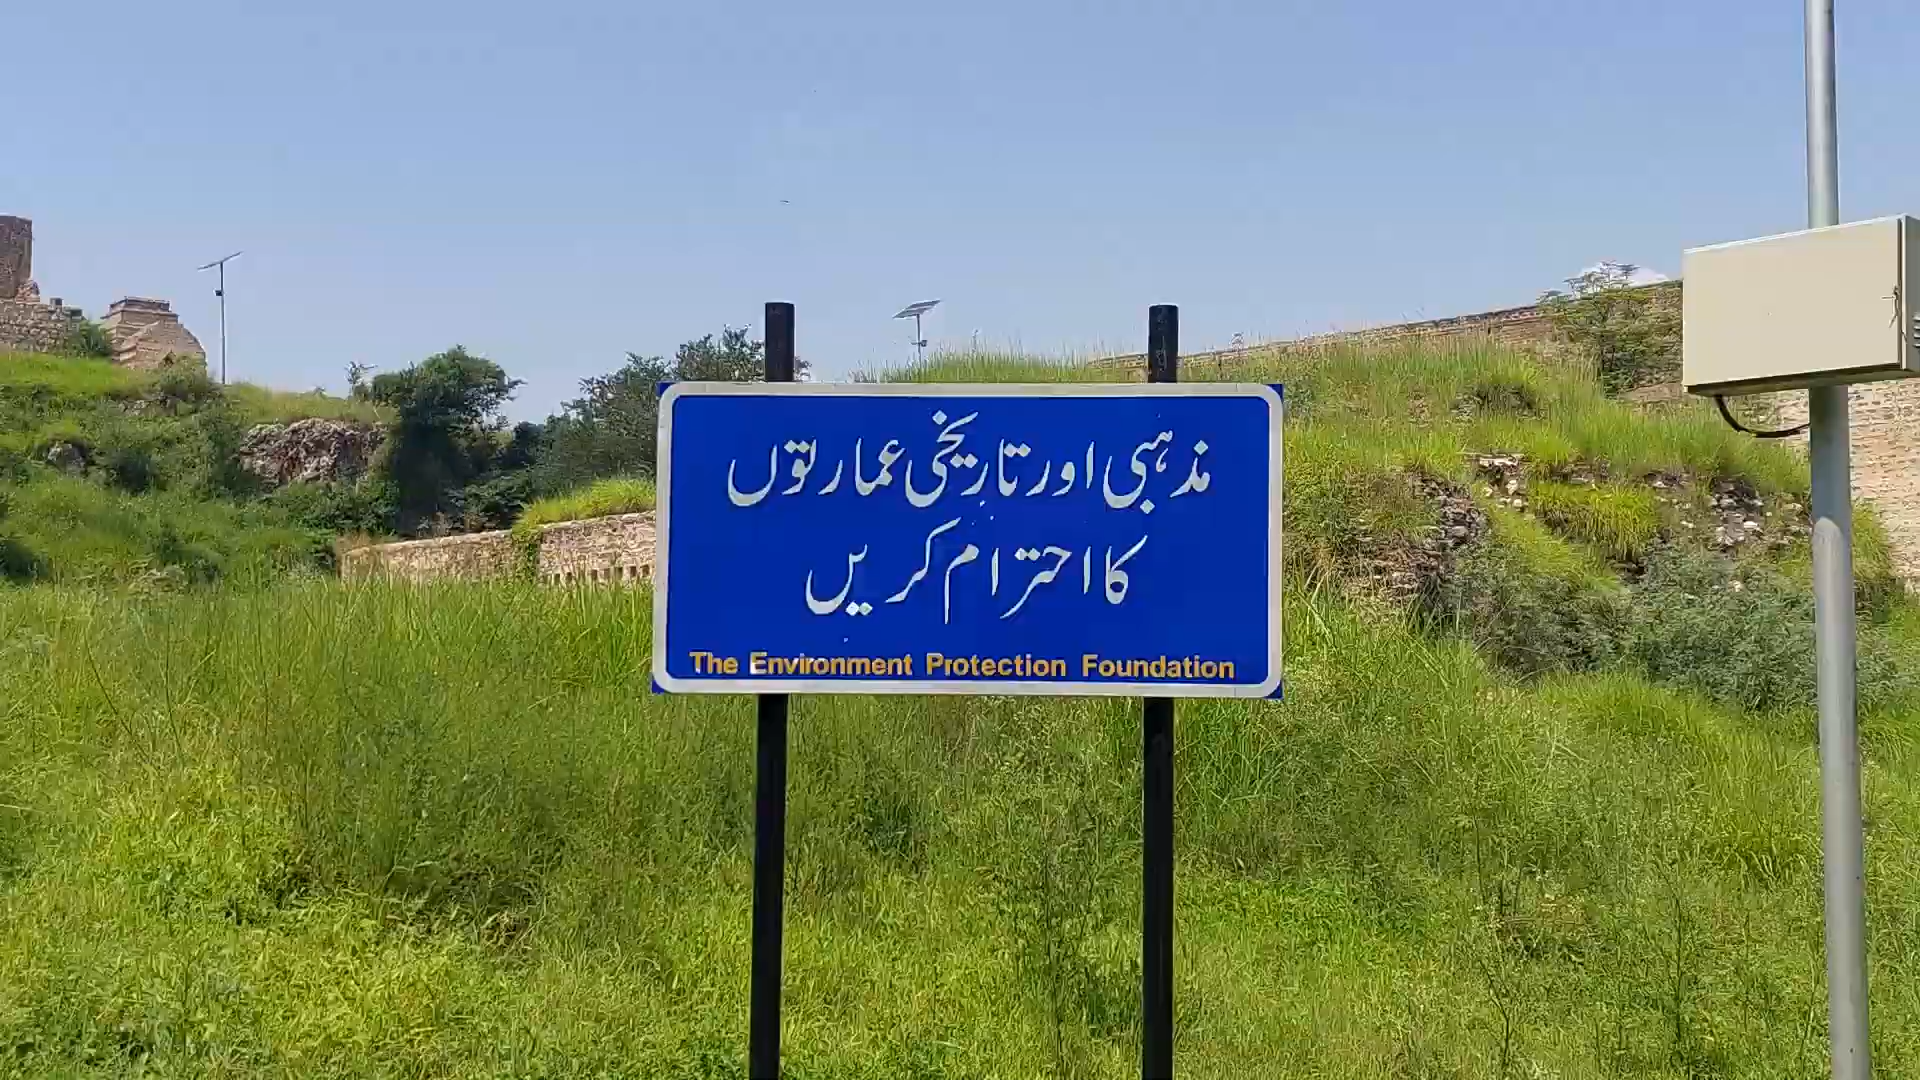 مذہبی اور تاریخی عمارتوں
کا احترام کریں
The Environment Protection Foundation